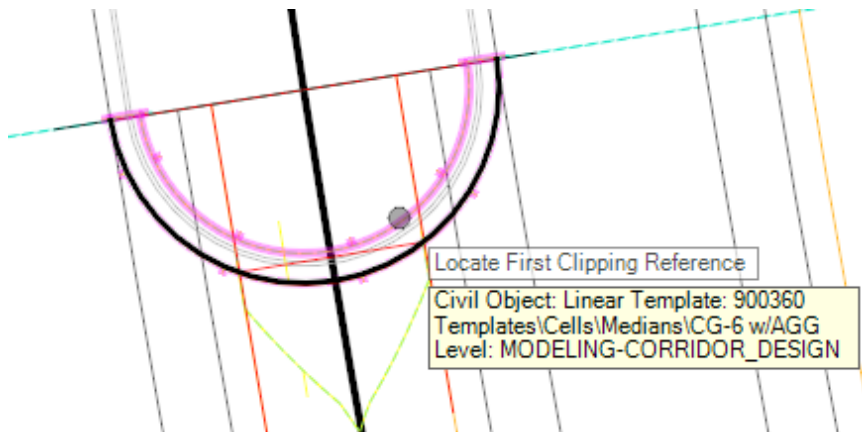 Locate First Clipping Reference
Civil Object: Linear Template: 900360
Templates\Cells\Medians\CG-6 w/AGG
Level: MODELING-CORRIDOR_DESIGN